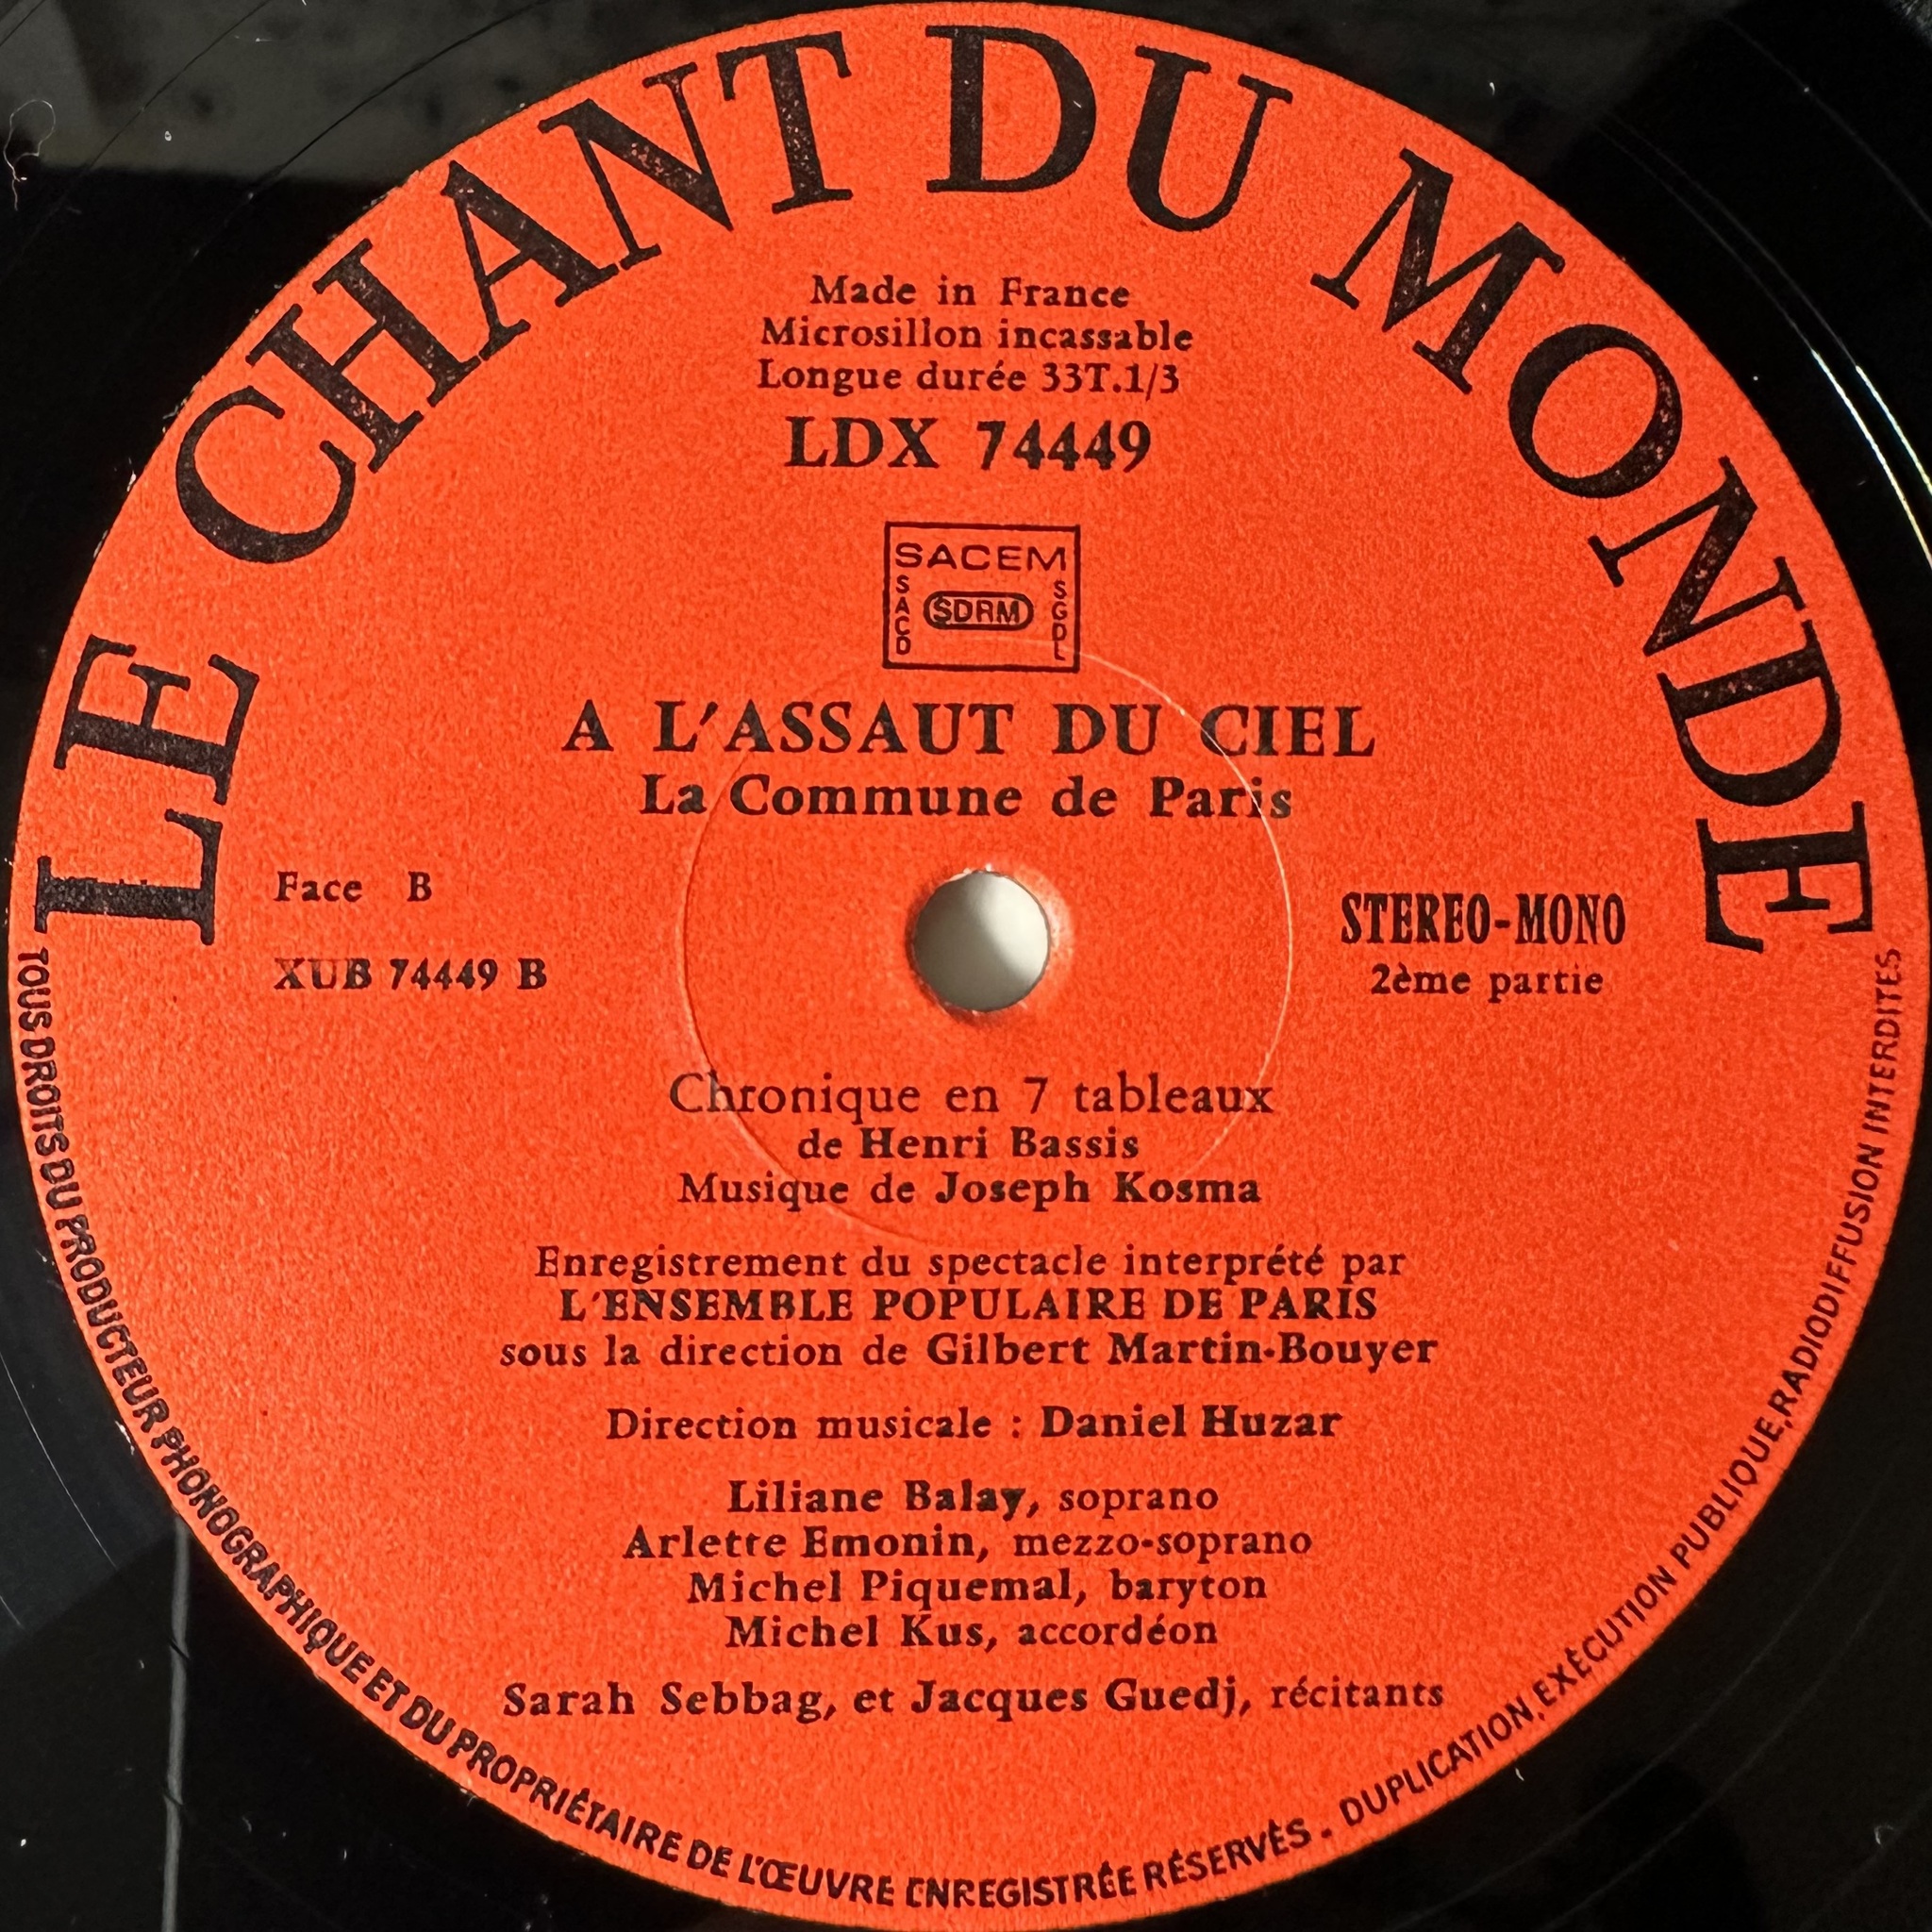 LE CHANT DU MONDE
Made in France
Microsillon incassable
Longue durée 33T.1/3
LDX 74449
SACEM
SACD
SDRM
SGDL
A L'ASSAUT DU CIEL
La Commune de Paris
Face B
XUB 74449 B
STEREO-MONO
2ème partie
Chronique en 7 tableaux
de Henri Bassis
Musique de Joseph Kosma
Enregistrement du spectacle interprété par
L'ENSEMBLE POPULAIRE DE PARIS
sous la direction de Gilbert Martin-Bouyer
Direction musicale : Daniel Huzar
Liliane Balay, soprano
Arlette Emonin, mezzo-soprano
Michel Piquemal, baryton
Michel Kus, accordéon
Sarah Sebbag, et Jacques Guedj, récitants
TOUS DROITS DU PRODUCTEUR PHONOGRAPHIQUE ET DU PROPRIÉTAIRE DE L'ŒUVRE ENREGISTRÉE RÉSERVÉS . DUPLICATION, EXÈCUTION PUBLIQUE, RADIODIFFUSION INTERDITES